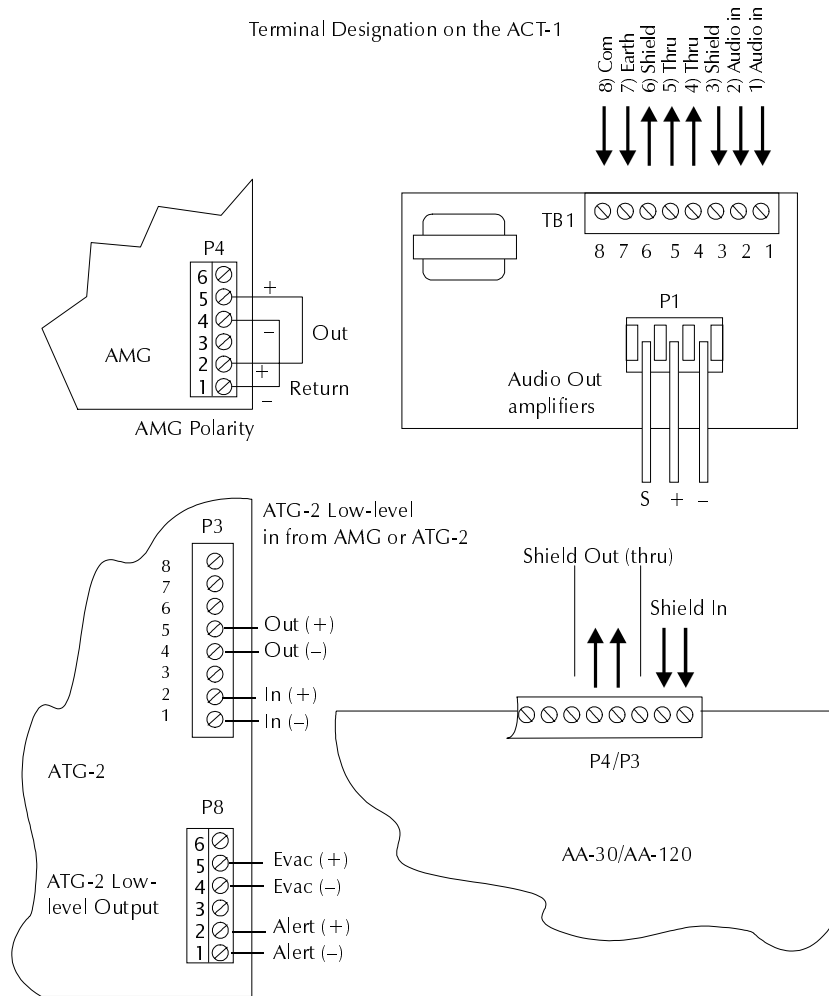 Terminal Designation on the ACT-1
8) Com
7) Earth
6) Shield
5) Thru
4) Thru
3) Shield
2) Audio in
1) Audio in
TB1
8 7 6 5 4 3 2 1
P1
Audio Out
amplifiers
S + –
P4
6
5
4
3
2
1
+
–
Out
+
Return
–
AMG
AMG Polarity
ATG-2 Low-level
in from AMG or ATG-2
P3
8
7
6
5
4
3
2
1
Out (+)
Out (–)
In (+)
In (–)
ATG-2
P8
6
5
4
3
2
1
Evac (+)
Evac (–)
Alert (+)
Alert (–)
ATG-2 Low-
level Output
Shield Out (thru)
Shield In
P4/P3
AA-30/AA-120